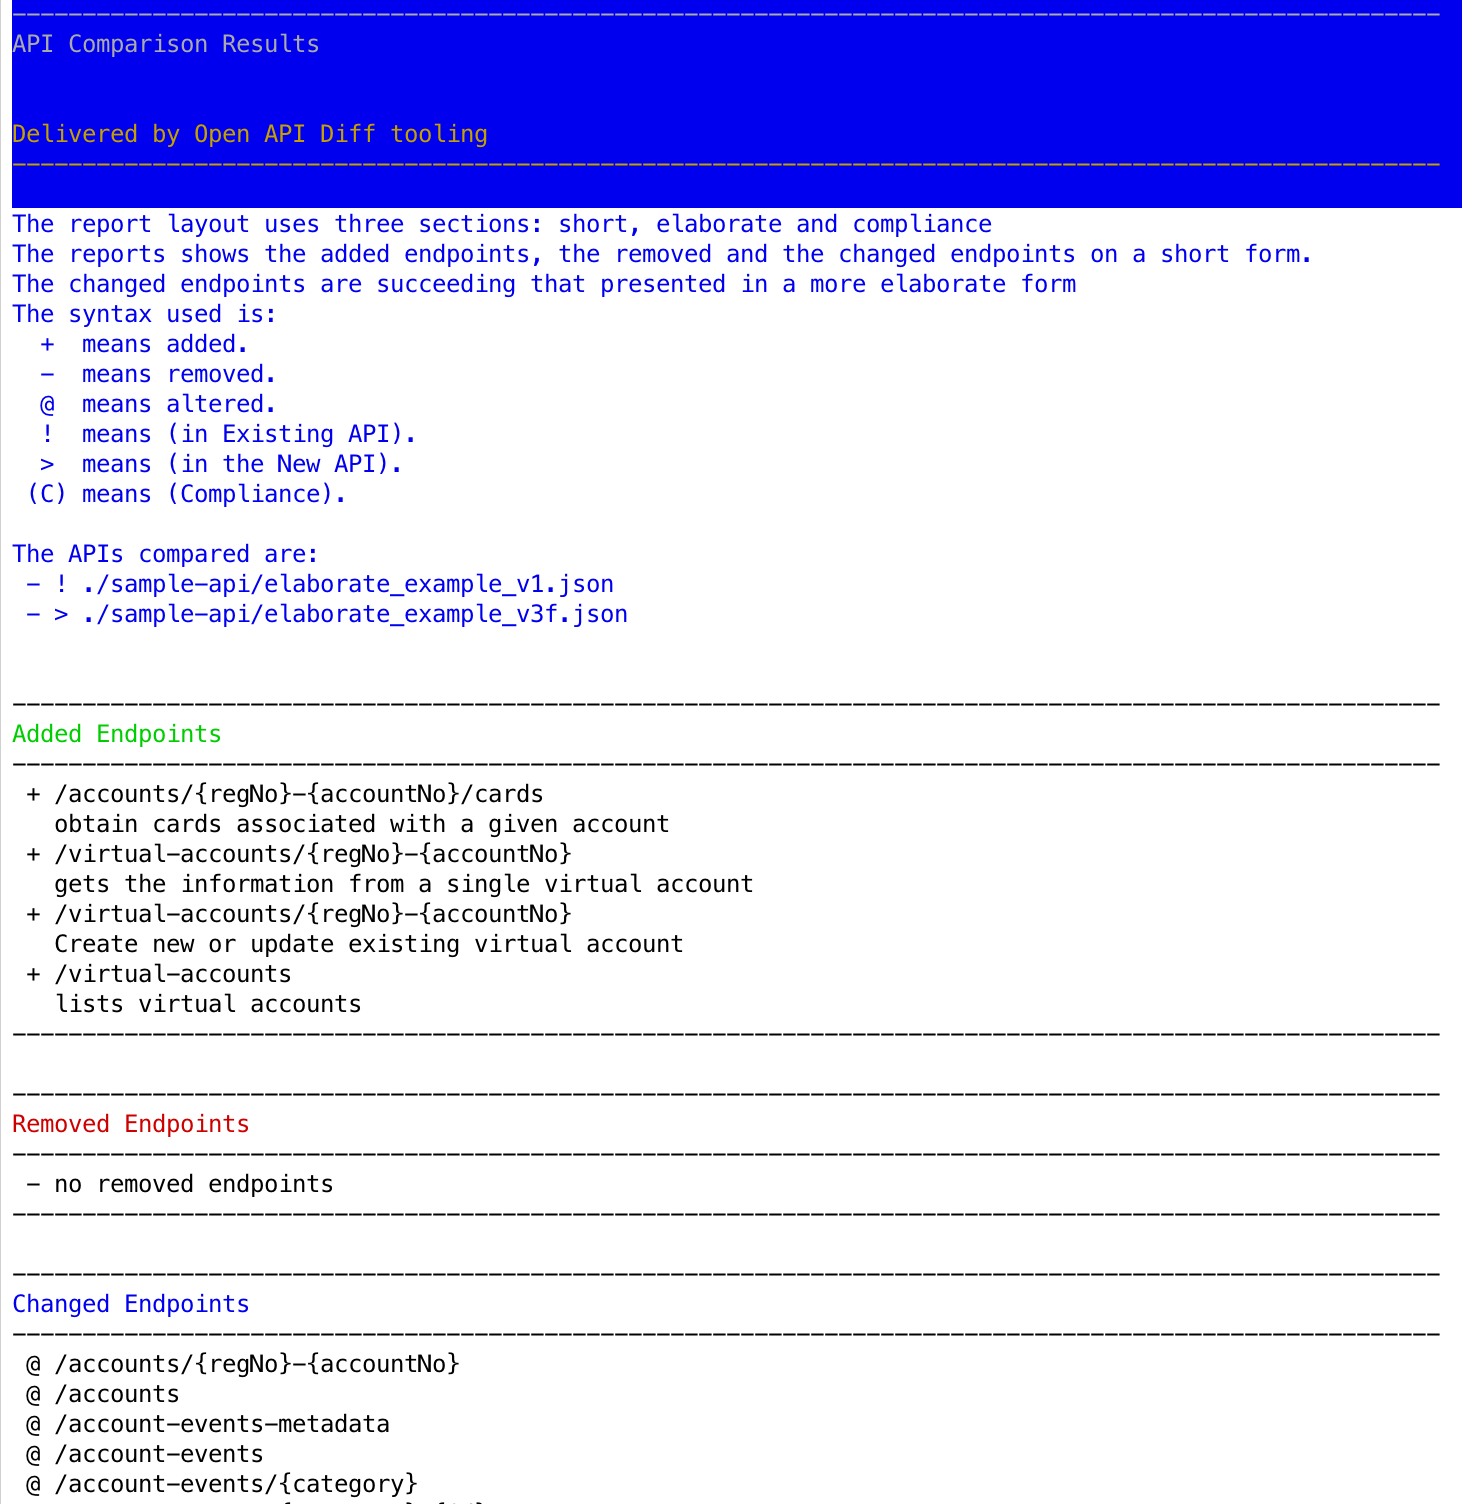 API Comparison Results
Delivered by Open API Diff tooling
The report layout uses three sections: short, elaborate and compliance
The reports shows the added endpoints, the removed and the changed endpoints on a short form.
The changed endpoints are succeeding that presented in a more elaborate form
The syntax used is:
+ means added.
- means removed.
@ means altered.
! means (in Existing API).
> means (in the New API).
(C) means (Compliance).
The APIs compared are:
- ! ./sample-api/elaborate_example_v1.json
- > ./sample-api/elaborate_example_v3f.json
Added Endpoints
+ /accounts/{regNo}-{accountNo}/cards
obtain cards associated with a given account
+ /virtual-accounts/{regNo}-{accountNo}
gets the information from a single virtual account
+ /virtual-accounts/{regNo}-{accountNo}
Create new or update existing virtual account
+ /virtual-accounts
lists virtual accounts
Removed Endpoints
- no removed endpoints
Changed Endpoints
@ /accounts/{regNo}-{accountNo}
@ /accounts
@ /account-events-metadata
@ /account-events
@ /account-events/{category}